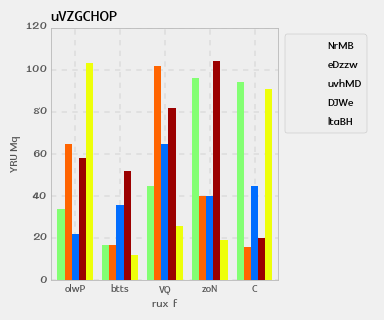 uVZGCHOP
120
100
80
60
40
20
0
YRU Mq
olwP btts VQ zoN C
rux f
NrMB
eDzzw
uvhMD
DJWe
ltaBH